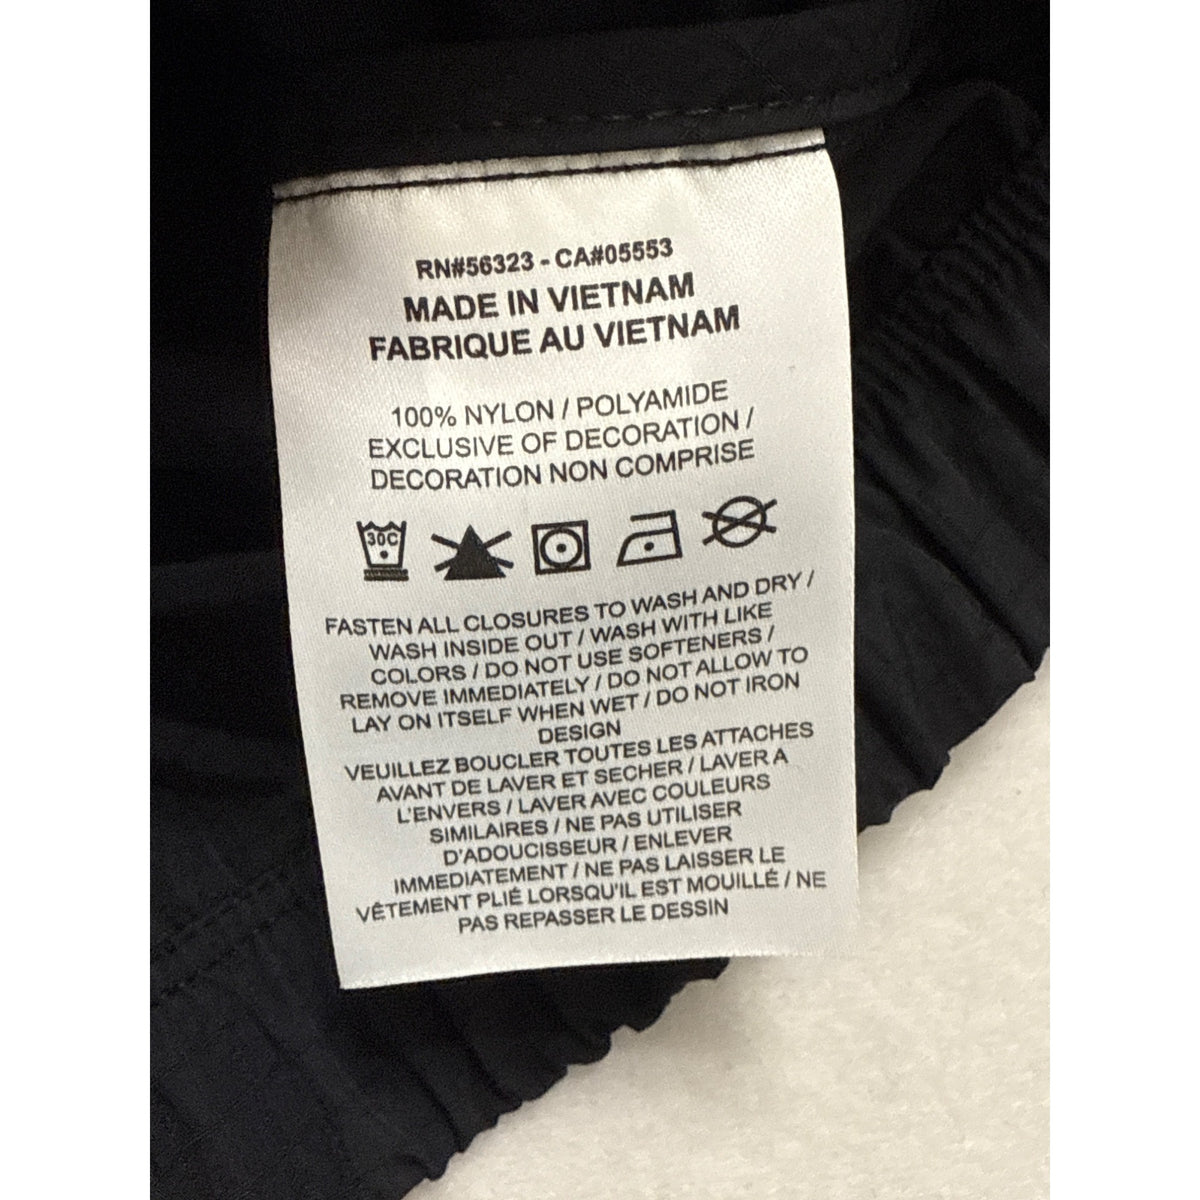 RN#56323 - CA#05553
MADE IN VIETNAM
FABRIQUE AU VIETNAM
100% NYLON / POLYAMIDE
EXCLUSIVE OF DECORATION /
DECORATION NON COMPRISE
30C
FASTEN ALL CLOSURES TO WASH AND DRY /
WASH INSIDE OUT / WASH WITH LIKE
COLORS / DO NOT USE SOFTENERS /
REMOVE IMMEDIATELY / DO NOT ALLOW TO
LAY ON ITSELF WHEN WET / DO NOT IRON
DESIGN
VEUILLEZ BOUCLER TOUTES LES ATTACHES
AVANT DE LAVER ET SECHER / LAVER A
L'ENVERS / LAVER AVEC COULEURS
SIMILAIRES / NE PAS UTILISER
D'ADOUCISSEUR / ENLEVER
IMMEDIATEMENT / NE PAS LAISSER LE
VÊTEMENT PLIÉ LORSQU'IL EST MOUILLÉ / NE
PAS REPASSER LE DESSIN